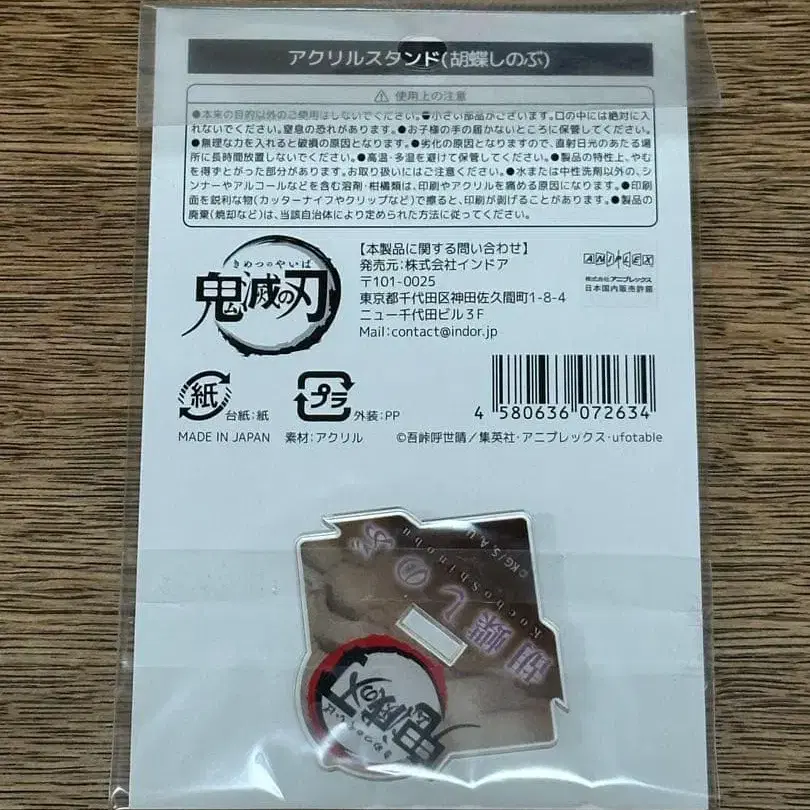 アクリルスタンド(胡蝶しのぶ)
⚠ 使用上の注意
●本来の目的以外のご使用はしないでください。●小さい部品がございます。口の中には絶対に入
れないでください。窒息の恐れがあります。●お子様の手の届かないところに保管してください。
●無理な力を入れると破損の原因となります。●劣化の原因となりますので、直射日光のあたる場
所に長時間放置しないでください。●高温・多湿を避けて保管してください。●製品の特性上、やむ
を得ずとがった部分があります。お取り扱いにはご注意ください。●水または中性洗剤以外の、シ
ンナーやアルコールなどを含む溶剤・柑橘類は、印刷やアクリルを痛める原因になります。●印刷
面を鋭利な物(カッターナイフやクリップなど)で擦ると、印刷が剥げることがあります。●製品の
廃棄(焼却など)は、当該自治体により定められた方法に従ってください。
きめつのやいば
鬼滅の刃
【本製品に関する問い合わせ】
発売元:株式会社インドア
〒101-0025
東京都千代田区神田佐久間町1-8-4
ニュー千代田ビル3F
Mail:contact@indor.jp
ANIPLEX
株式会社アニプレックス
日本国内販売許諾
紙
台紙:紙
プラ
外装:PP
4 580636 072634
MADE IN JAPAN 素材:アクリル
©吾峠呼世晴/集英社・アニプレックス・ufotable
胡蝶しのぶ
Kocho Shinobu
©KG/S,A,U
鬼滅の刃
きめつのやいば